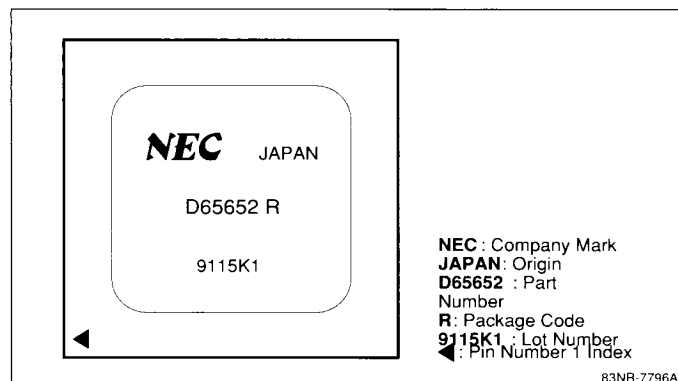 NEC JAPAN
D65652 R
9115K1
NEC : Company Mark
JAPAN: Origin
D65652 : Part
Number
R: Package Code
9115K1 : Lot Number
◀: Pin Number 1 Index
83NR-7796A